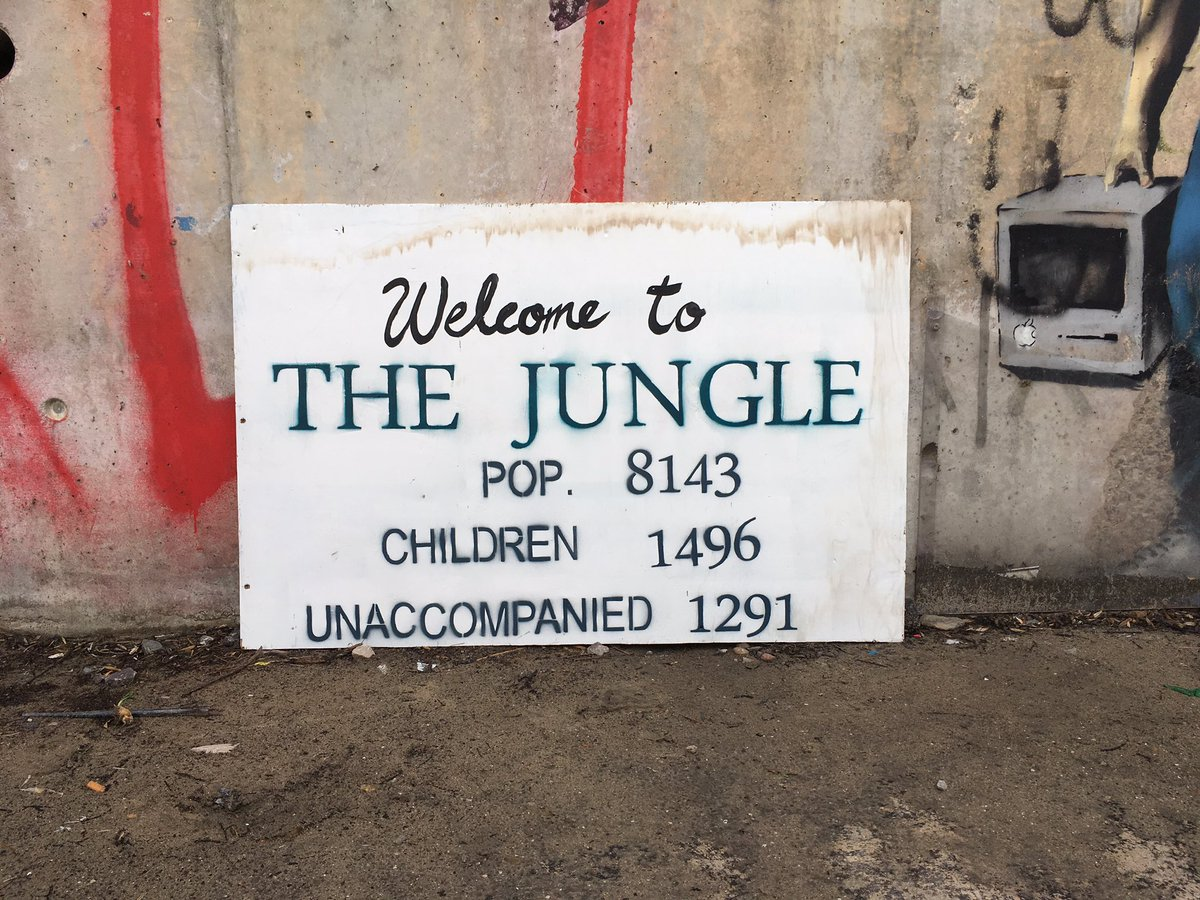 Welcome to
THE JUNGLE
POP. 8143
CHILDREN 1496
UNACCOMPANIED 1291